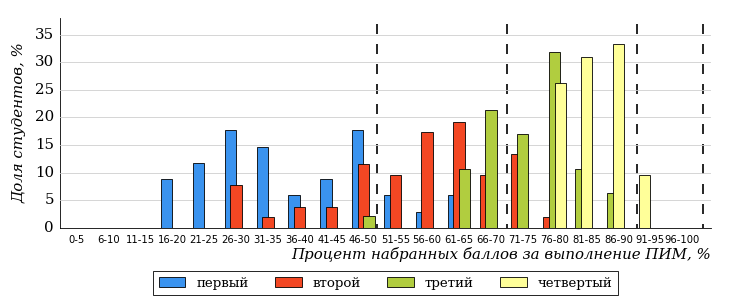 Доля студентов, %
35
30
25
20
15
10
5
0
0-5 6-10 11-15 16-20 21-25 26-30 31-35 36-40 41-45 46-50 51-55 56-60 61-65 66-70 71-75 76-80 81-85 86-90 91-95 96-100
Процент набранных баллов за выполнение ПИМ, %
первый второй третий четвертый